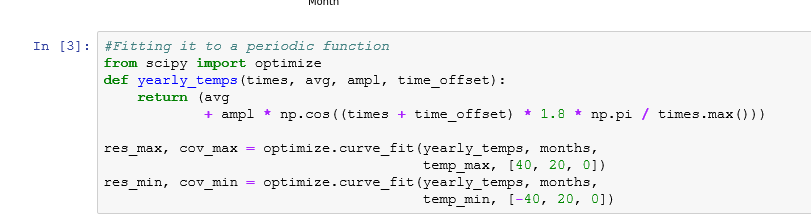 Month
In [3]: #Fitting it to a periodic function
from scipy import optimize
def yearly_temps(times, avg, ampl, time_offset):
    return (avg
            + ampl * np.cos((times + time_offset) * 1.8 * np.pi / times.max()))

res_max, cov_max = optimize.curve_fit(yearly_temps, months,
                                      temp_max, [40, 20, 0])
res_min, cov_min = optimize.curve_fit(yearly_temps, months,
                                      temp_min, [-40, 20, 0])